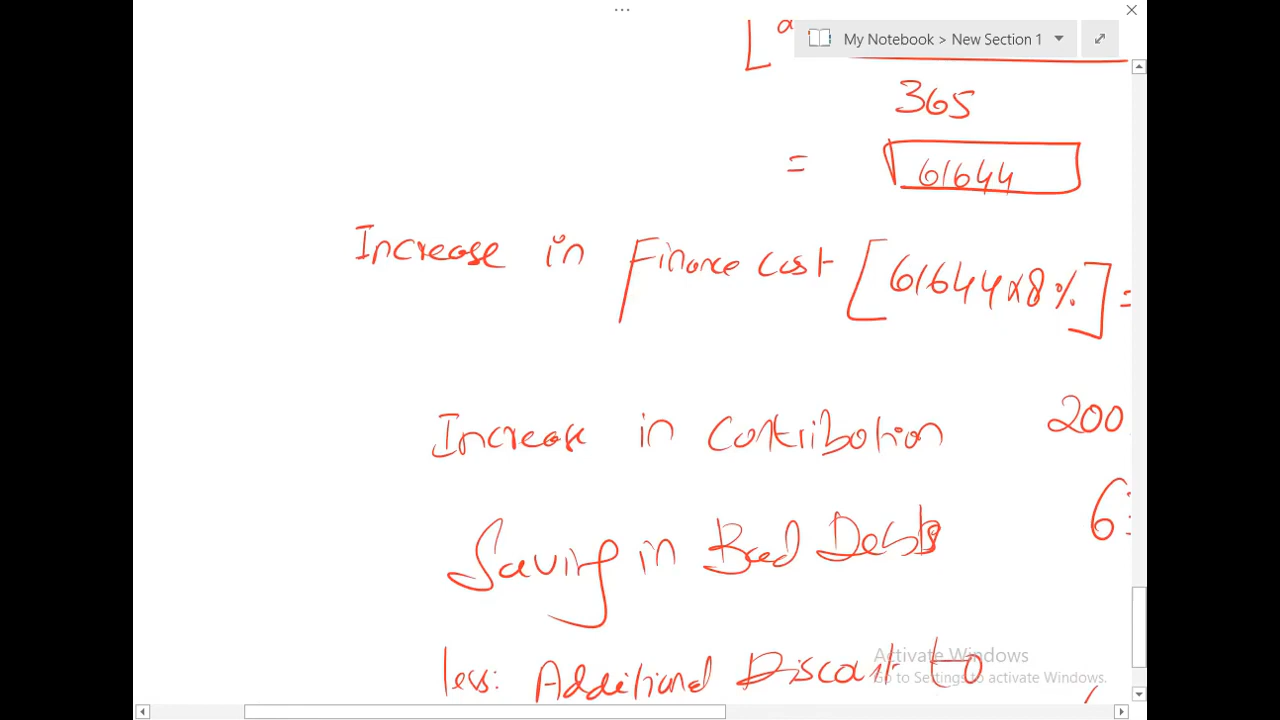 My Notebook > New Section 1
365
= 61644
Increase in Finance cost [61644x8%] =
Increase in Contribution 200
Saving in Bad Debts 63
less: Additional Discount to
Activate Windows
Go to Settings to activate Windows.